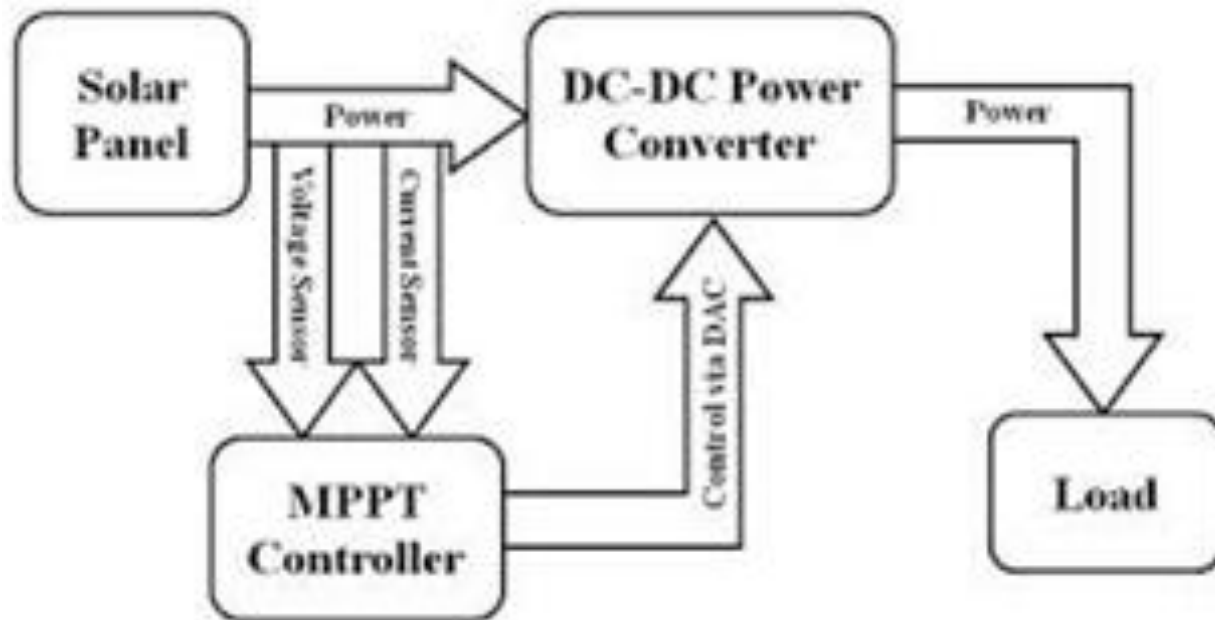 Solar
Panel
Power
DC-DC Power
Converter
Power
Voltage Sensor
Current Sensor
Control via DAC
MPPT
Controller
Load